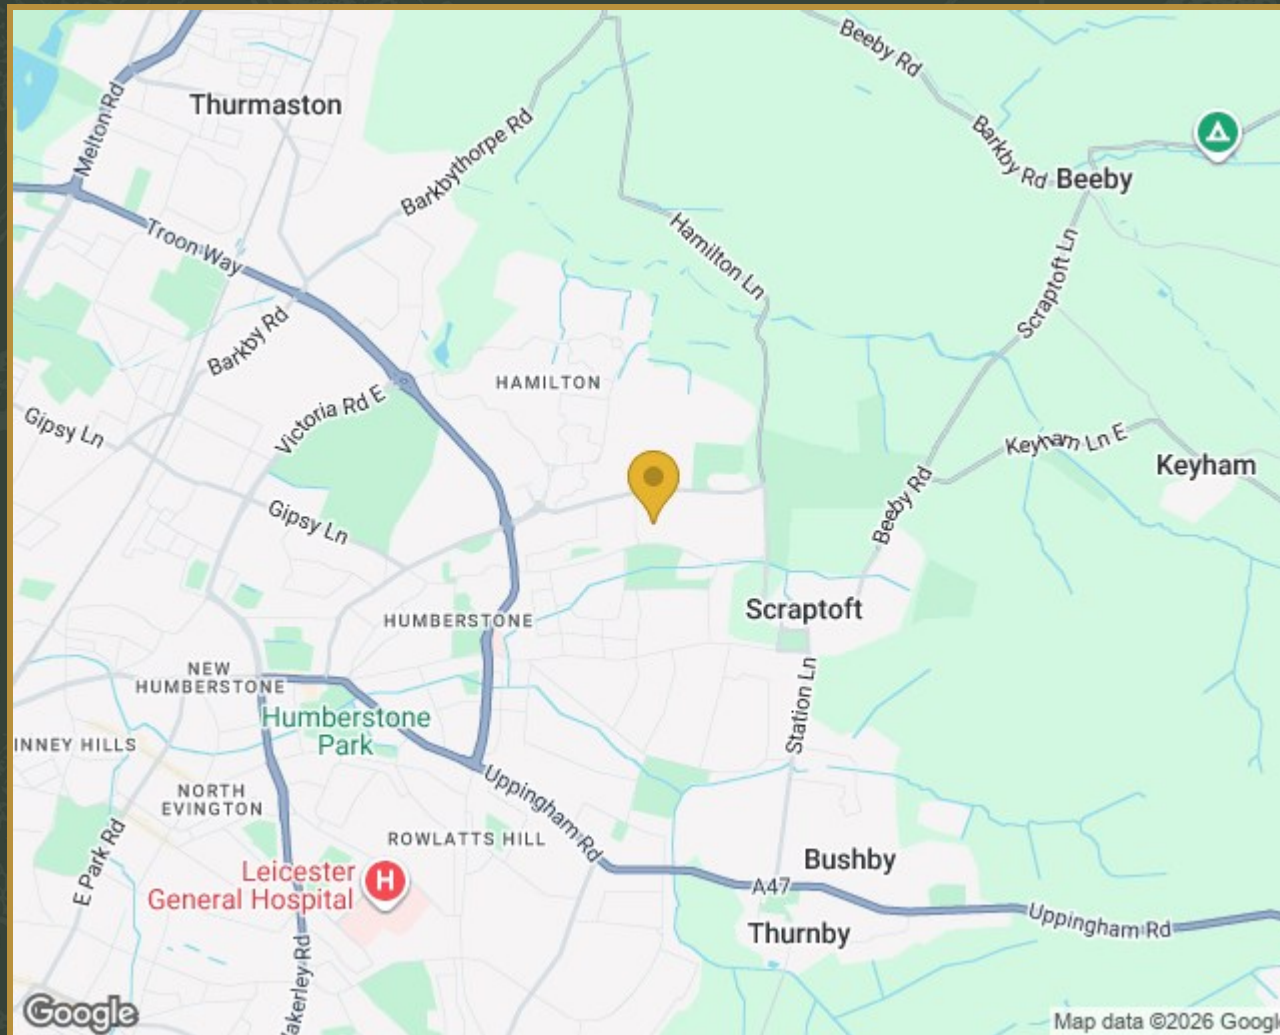 Beeby Rd
Thurmaston
Melton Rd
Barkbythorpe Rd
Barkby Rd
Beeby
Troon Way
Hamilton Ln
Scraptoft Ln
Barkby Rd
HAMILTON
Victoria Rd E
Gipsy Ln
Keyham Ln E
Keyham
Beeby Rd
Gipsy Ln
Scraptoft
HUMBERSTONE
NEW
HUMBERSTONE
Station Ln
Humberstone
Park
INNEY HILLS
NORTH
EVINGTON
Uppingham Rd
ROWLATTS HILL
E Park Rd
Bushby
Leicester
General Hospital
H
A47
Uppingham Rd
Thurnby
akerley Rd
Google
Map data ©2026 Google